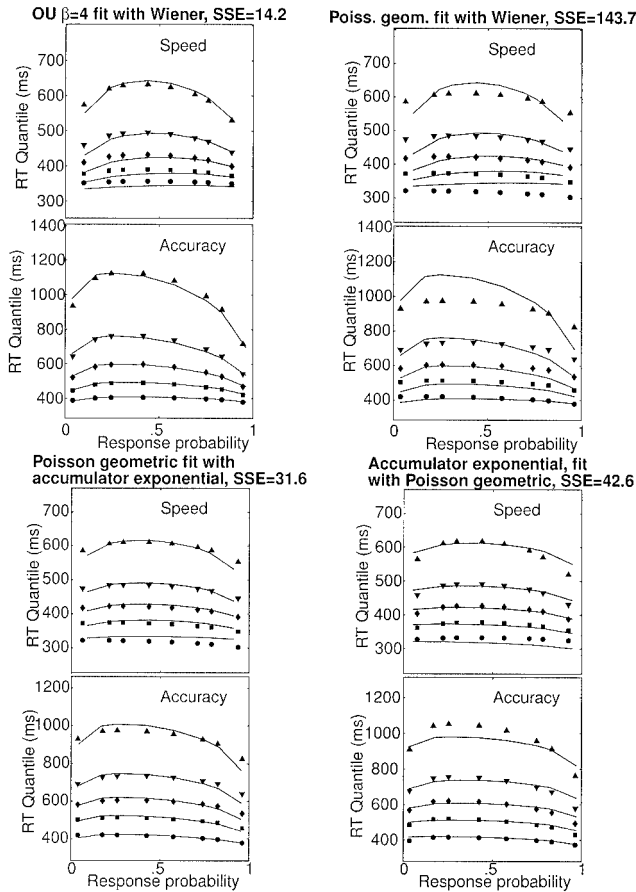 OU β=4 fit with Wiener, SSE=14.2
Speed
RT Quantile (ms)
700
600
500
400
300
Accuracy
RT Quantile (ms)
1400
1200
1000
800
600
400
0 .5 1
Response probability
Poiss. geom. fit with Wiener, SSE=143.7
Speed
RT Quantile (ms)
800
700
600
500
400
300
Accuracy
RT Quantile (ms)
1400
1200
1000
800
600
400
0 .5 1
Response probability
Poisson geometric fit with
accumulator exponential, SSE=31.6
Speed
RT Quantile (ms)
700
600
500
400
300
Accuracy
RT Quantile (ms)
1200
1000
800
600
400
0 .5 1
Response probability
Accumulator exponential, fit
with Poisson geometric, SSE=42.6
Speed
RT Quantile (ms)
700
600
500
400
300
Accuracy
RT Quantile (ms)
1200
1000
800
600
400
0 .5 1
Response probability